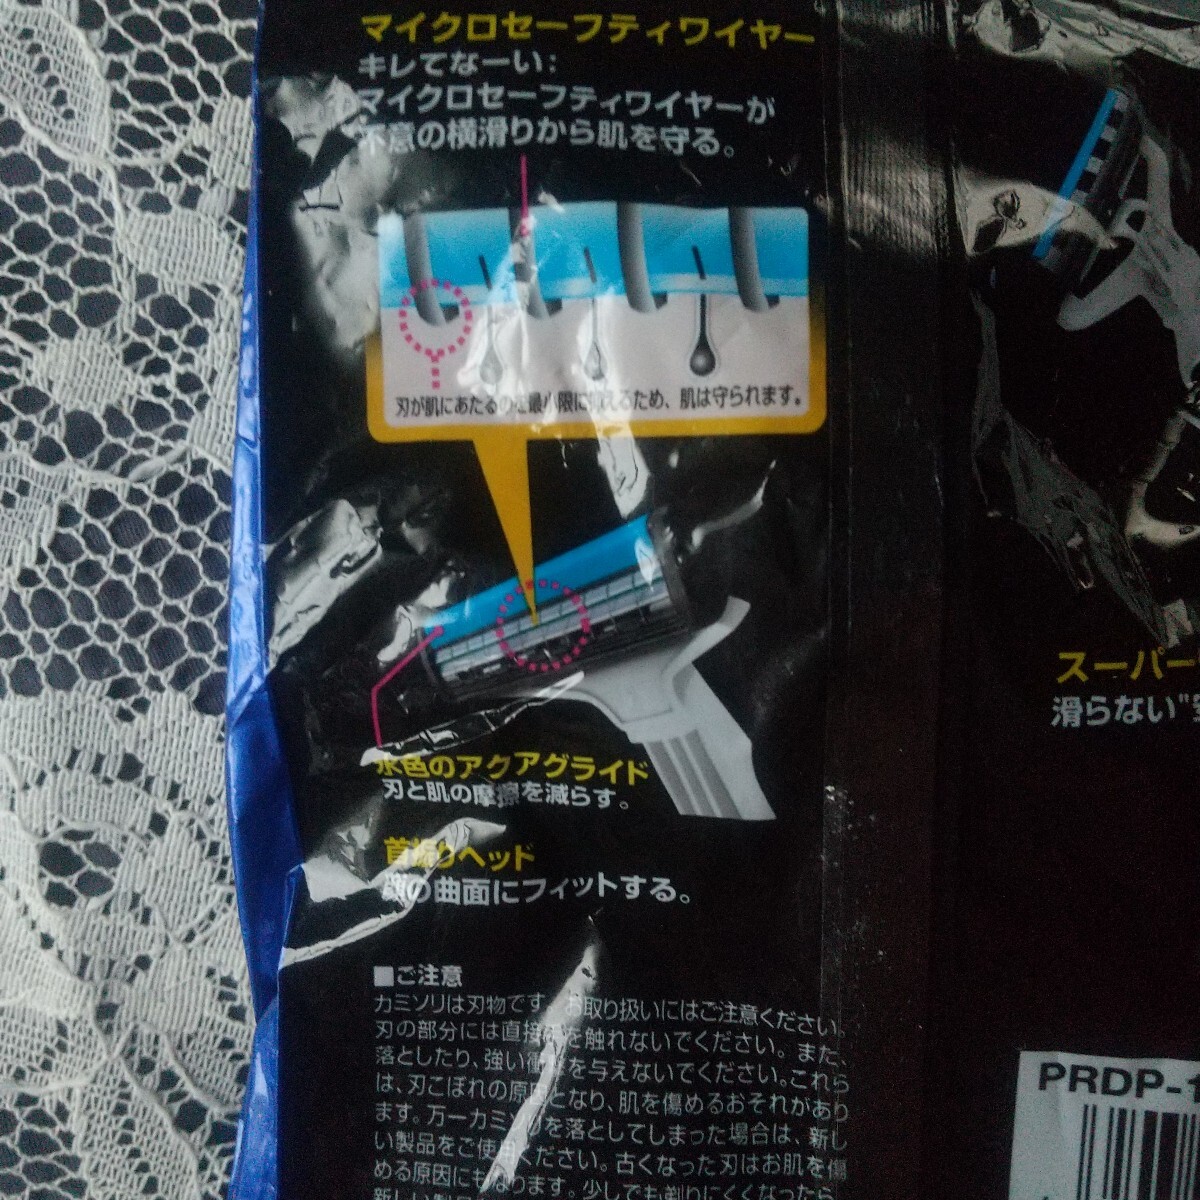 マイクロセーフティワイヤー
キレてなーい:
マイクロセーフティワイヤーが
不意の横滑りから肌を守る。
刃が肌にあたるのを最小限に抑えるため、肌は守られます。
水色のアクアグライド
刃と肌の摩擦を減らす。
首振りヘッド
顔の曲面にフィットする。
■ご注意
カミソリは刃物です。お取り扱いにはご注意ください。
刃の部分には直接手を触れないでください。また、
落としたり、強い衝撃を与えないでください。これら
は、刃こぼれの原因となり、肌を傷めるおそれがあり
ます。万一カミソリを落としてしまった場合は、新し
い製品をご使用ください。古くなった刃はお肌を傷
める原因にもなります。少しでも剃りにくくなったら
新しい製品
スーパー
滑らない"
PRDP-1